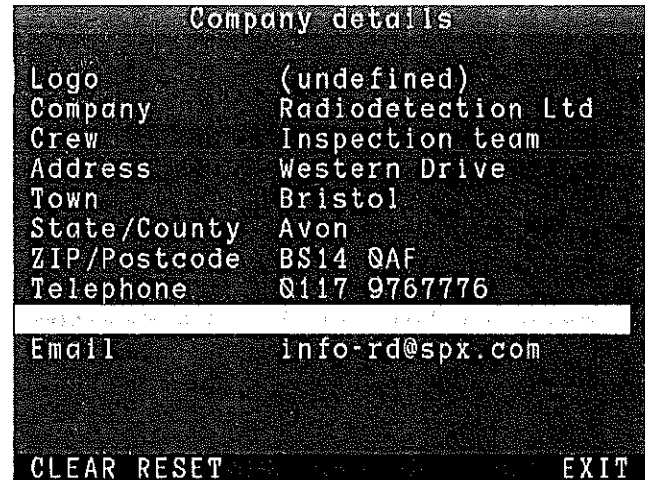 Company details
Logo (undefined)
Company Radiodetection Ltd
Crew Inspection team
Address Western Drive
Town Bristol
State/County Avon
ZIP/Postcode BS14 0AF
Telephone 0117 9767776
Email info-rd@spx.com
CLEAR RESET EXIT